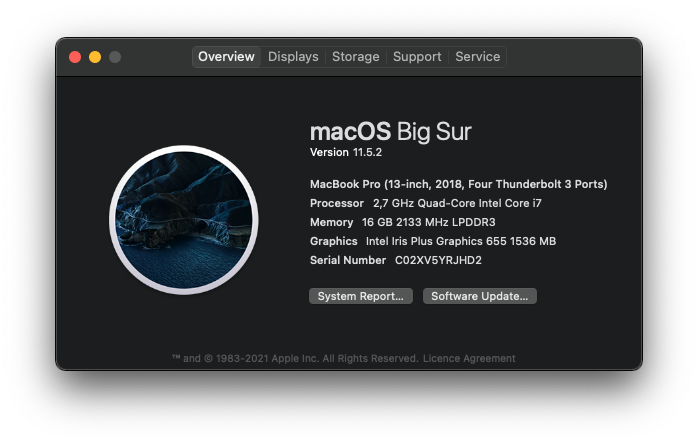 Overview Displays Storage Support Service
macOS Big Sur
Version 11.5.2
MacBook Pro (13-inch, 2018, Four Thunderbolt 3 Ports)
Processor 2,7 GHz Quad-Core Intel Core i7
Memory 16 GB 2133 MHz LPDDR3
Graphics Intel Iris Plus Graphics 655 1536 MB
Serial Number C02XV5YRJHD2
System Report... Software Update...
™ and © 1983-2021 Apple Inc. All Rights Reserved. Licence Agreement